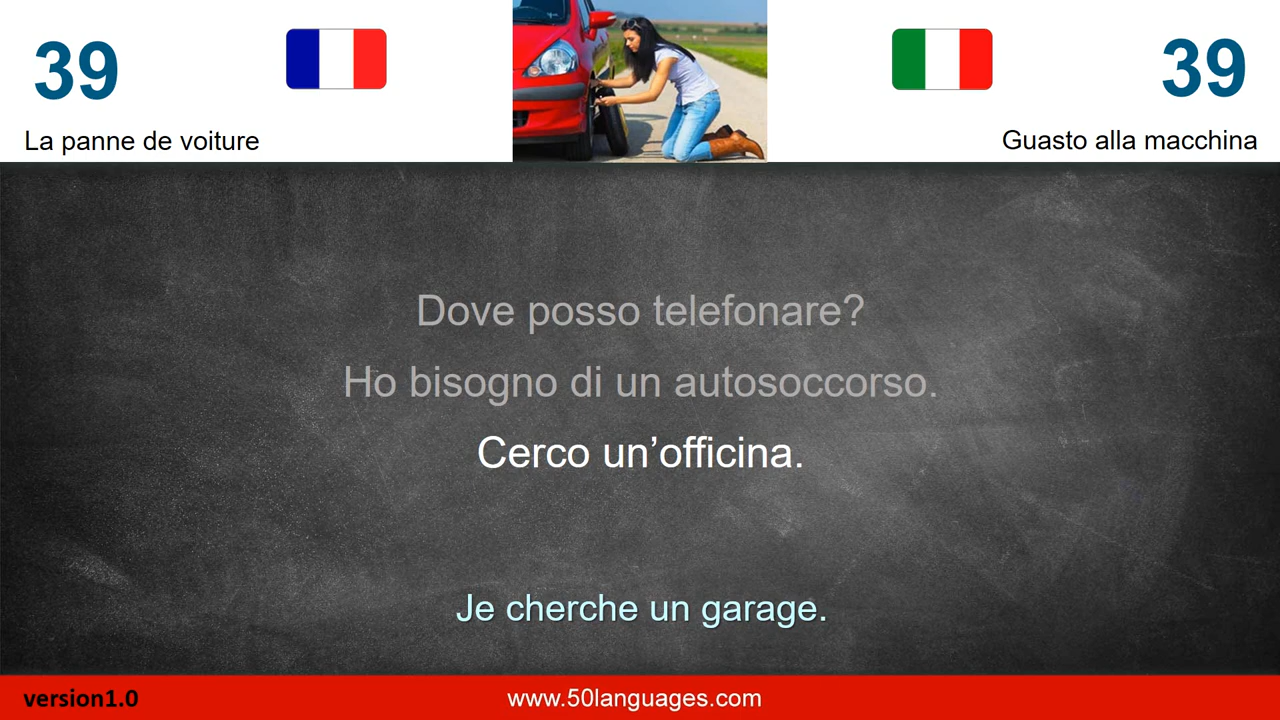 39
39
La panne de voiture
Guasto alla macchina
Dove posso telefonare?
Ho bisogno di un autosoccorso.
Cerco un’officina.
Je cherche un garage.
version1.0
www.50languages.com